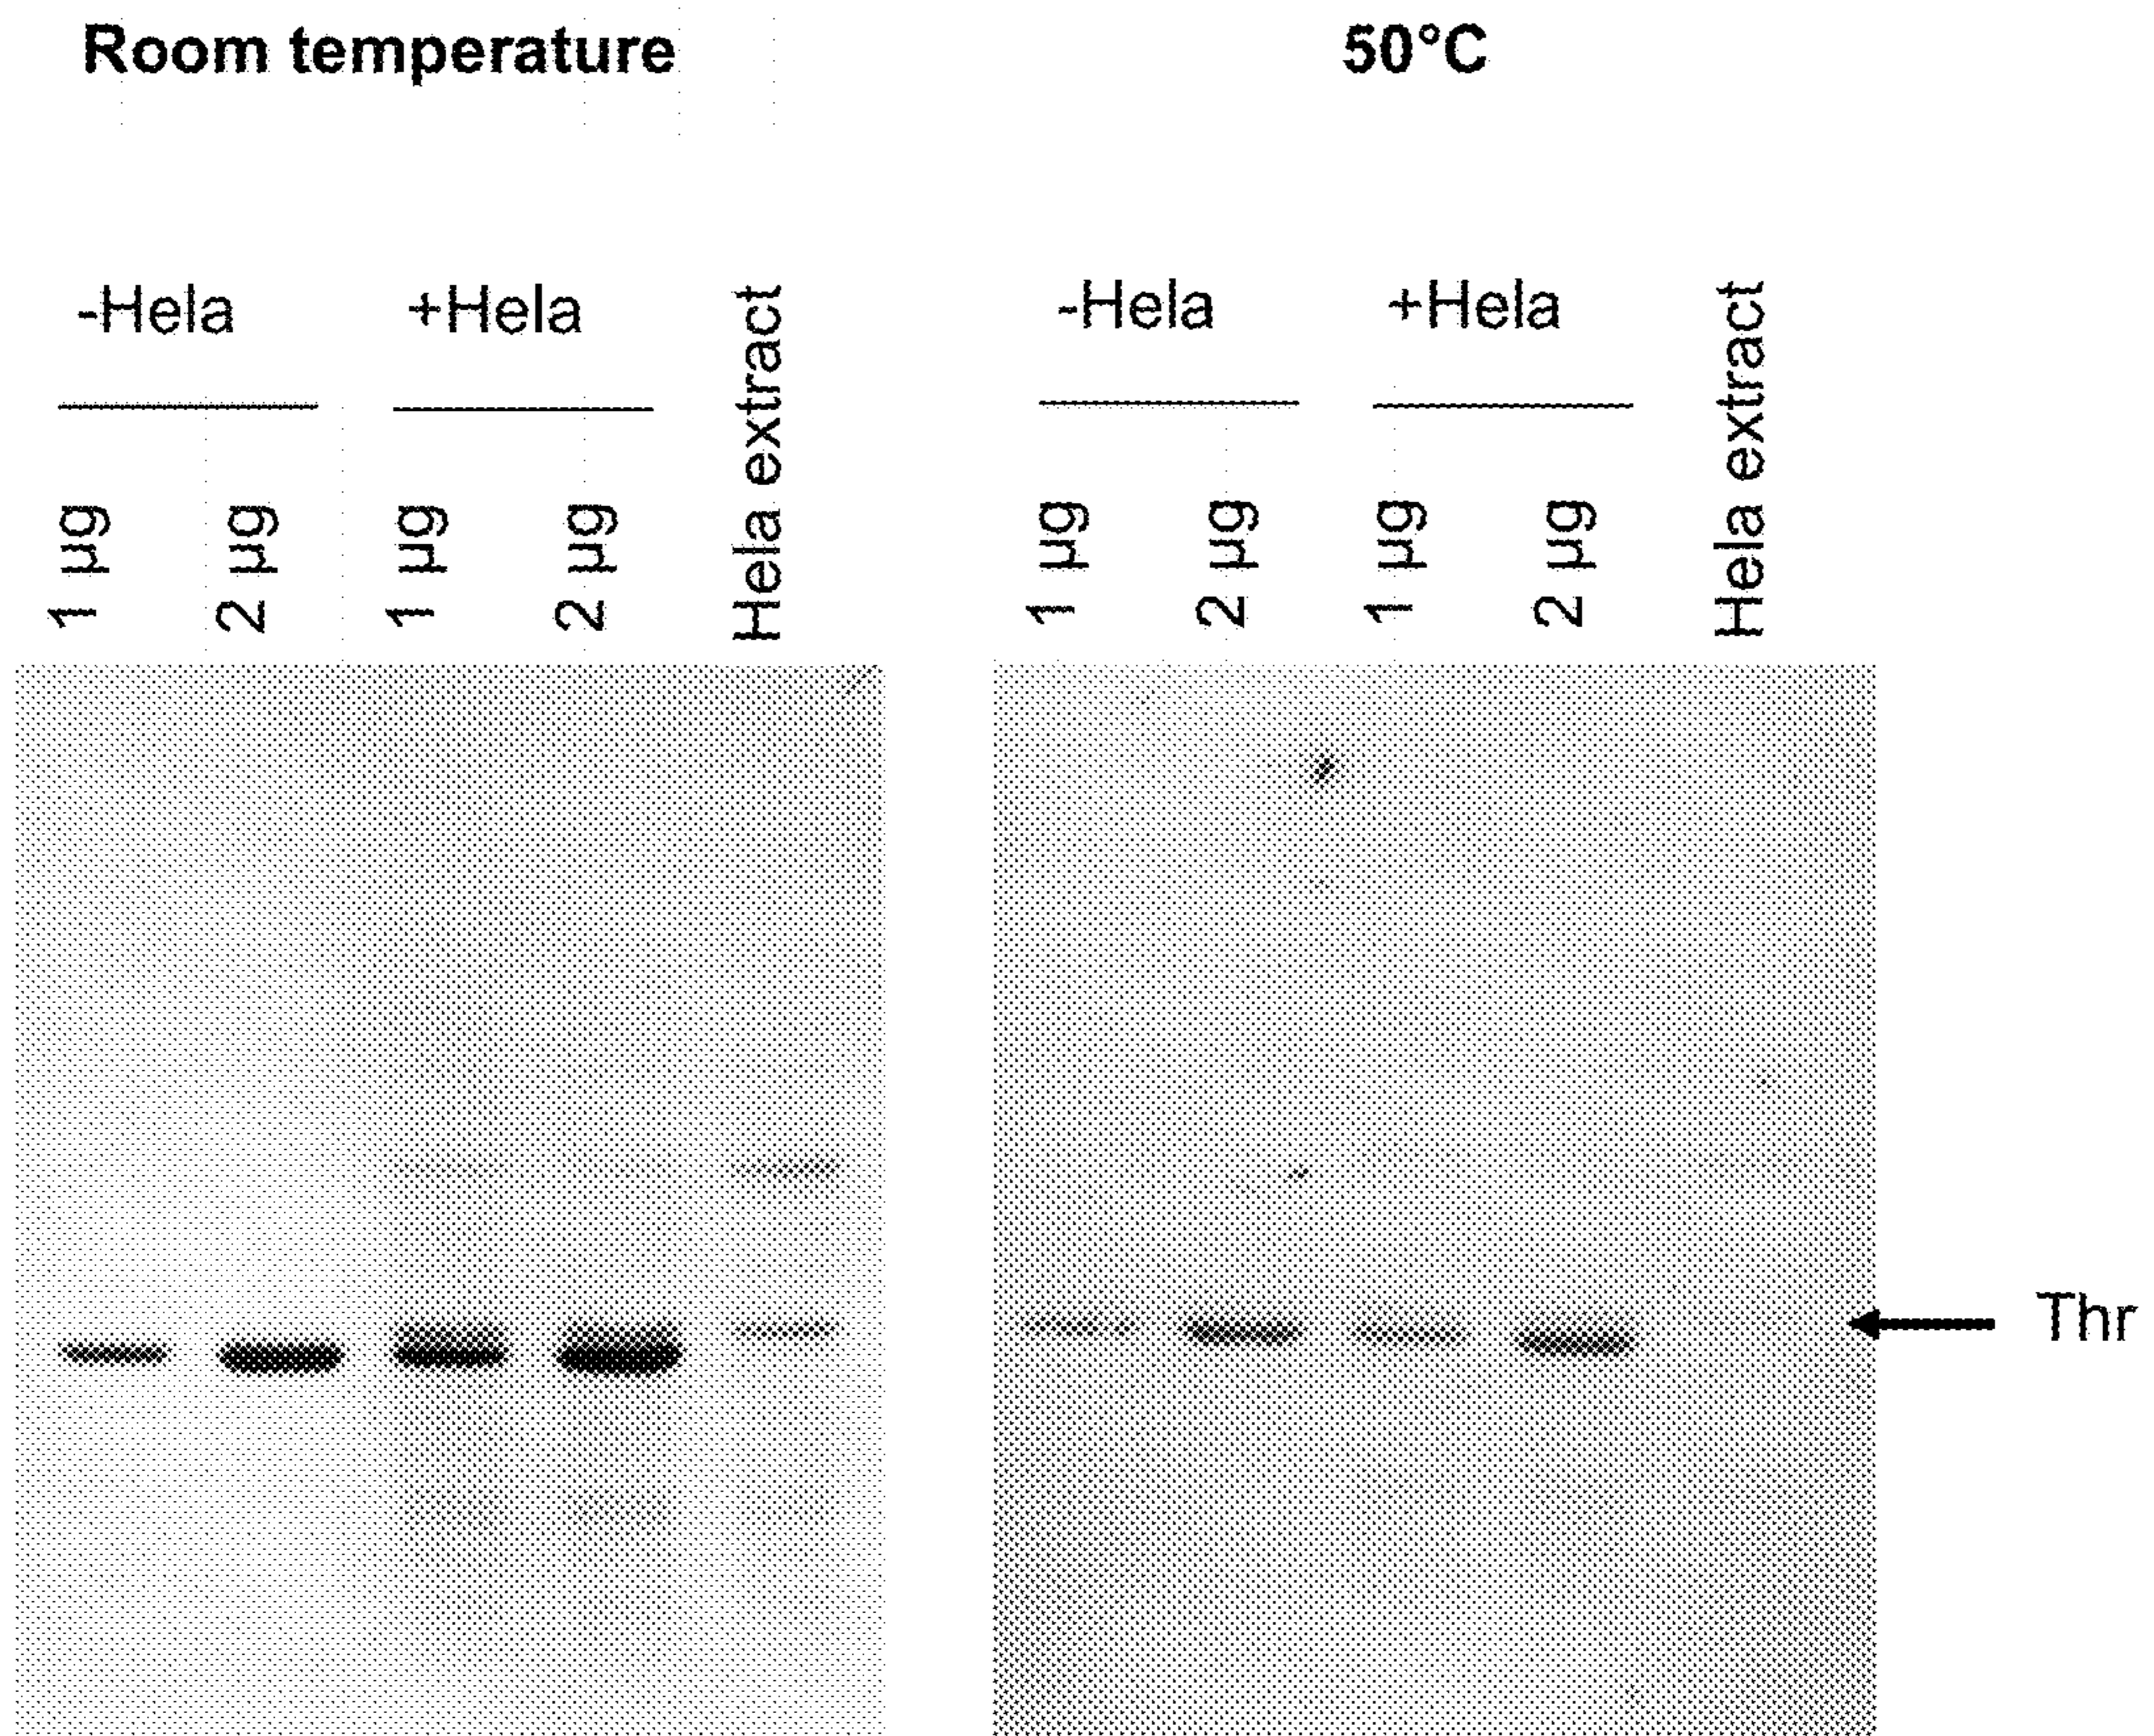 Room temperature
50°C
-Hela
+Hela
Hela extract
-Hela
+Hela
Hela extract
1 µg
2 µg
1 µg
2 µg
1 µg
2 µg
1 µg
2 µg
Thr